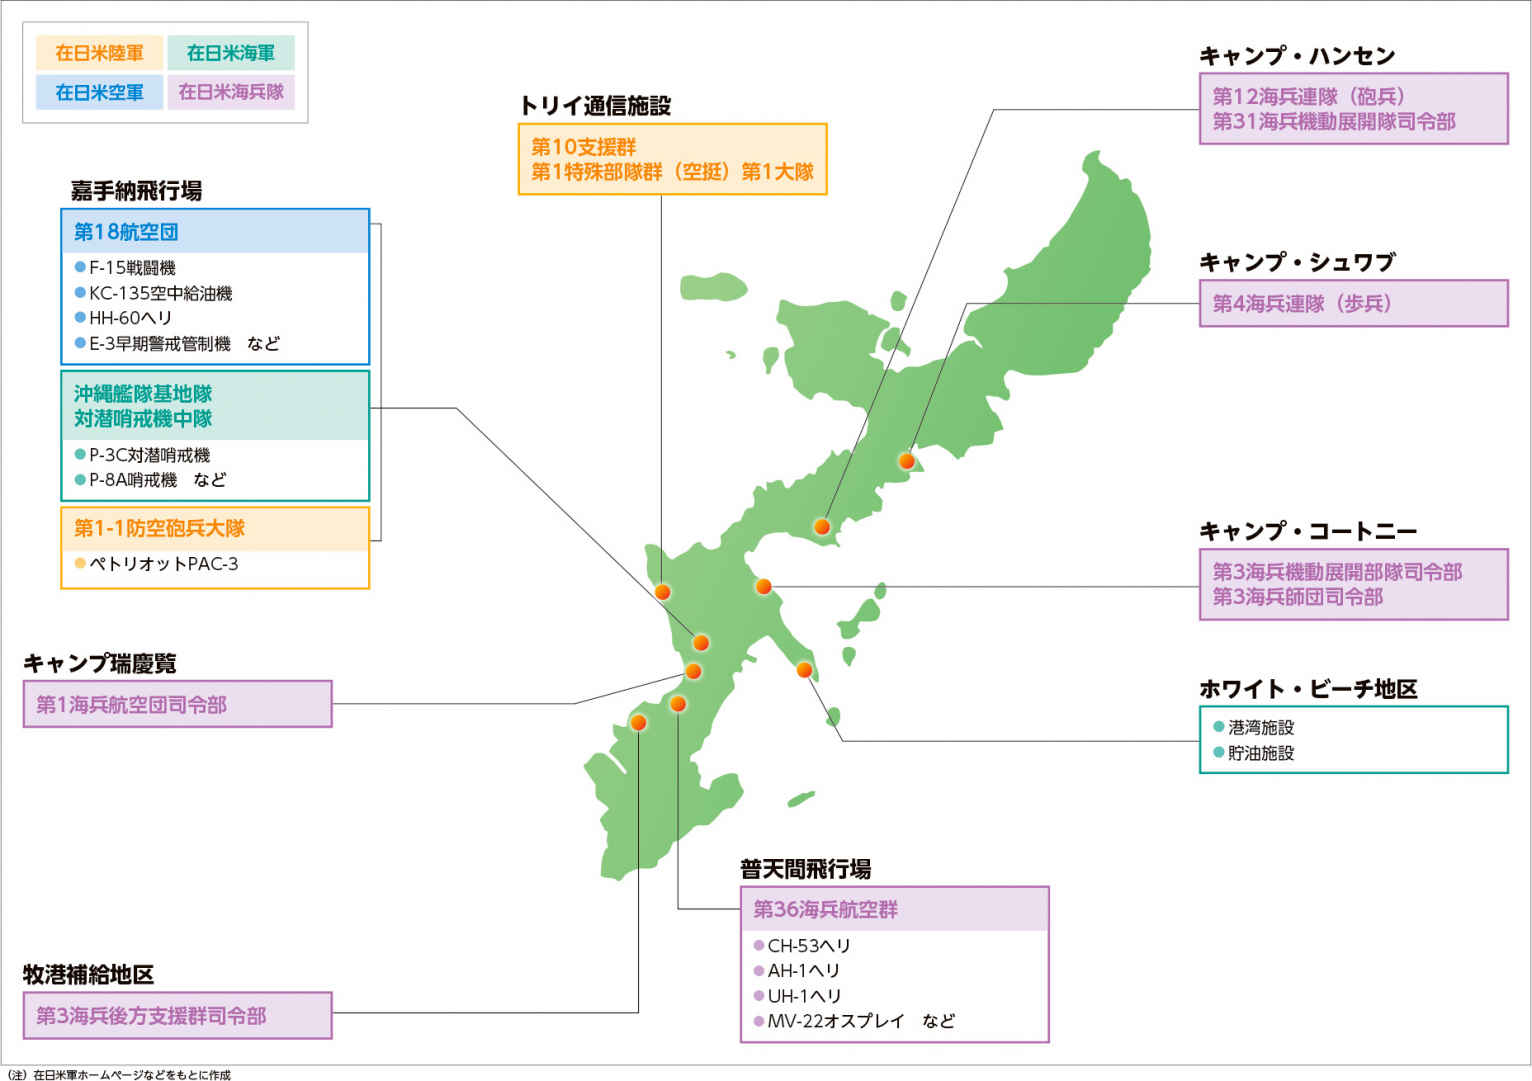 在日米陸軍
在日米海軍
在日米空軍
在日米海兵隊
嘉手納飛行場
第18航空団
F-15戦闘機
KC-135空中給油機
HH-60ヘリ
E-3早期警戒管制機　など
沖縄艦隊基地隊
対潜哨戒機中隊
P-3C対潜哨戒機
P-8A哨戒機　など
第1-1防空砲兵大隊
ペトリオットPAC-3
キャンプ瑞慶覧
第1海兵航空団司令部
牧港補給地区
第3海兵後方支援群司令部
トリイ通信施設
第10支援群
第1特殊部隊群（空挺）第1大隊
普天間飛行場
第36海兵航空群
CH-53ヘリ
AH-1ヘリ
UH-1ヘリ
MV-22オスプレイ　など
キャンプ・ハンセン
第12海兵連隊（砲兵）
第31海兵機動展開隊司令部
キャンプ・シュワブ
第4海兵連隊（歩兵）
キャンプ・コートニー
第3海兵機動展開部隊司令部
第3海兵師団司令部
ホワイト・ビーチ地区
港湾施設
貯油施設
（注）在日米軍ホームページなどをもとに作成